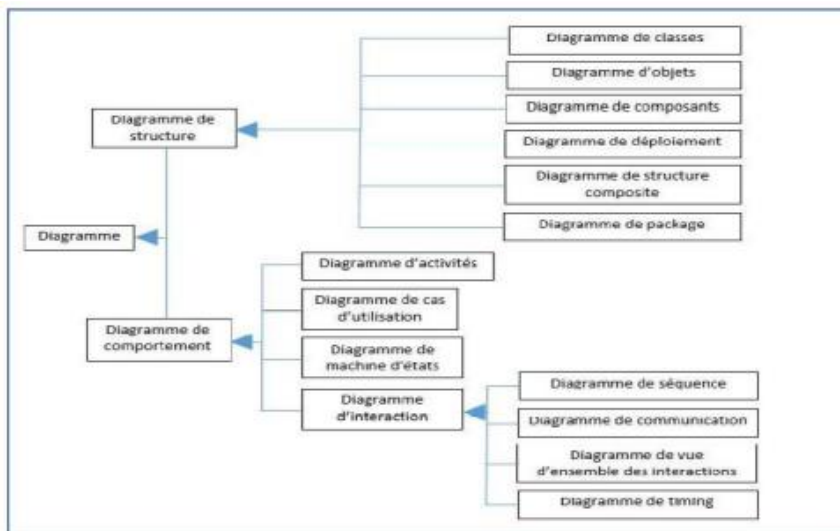 Diagramme de classes
Diagramme d'objets
Diagramme de composants
Diagramme de déploiement
Diagramme de structure
composite
Diagramme de package
Diagramme de
structure
Diagramme
Diagramme de
comportement
Diagramme d'activités
Diagramme de cas
d'utilisation
Diagramme de
machine d'états
Diagramme
d'interaction
Diagramme de séquence
Diagramme de communication
Diagramme de vue
d'ensemble des interactions
Diagramme de timing